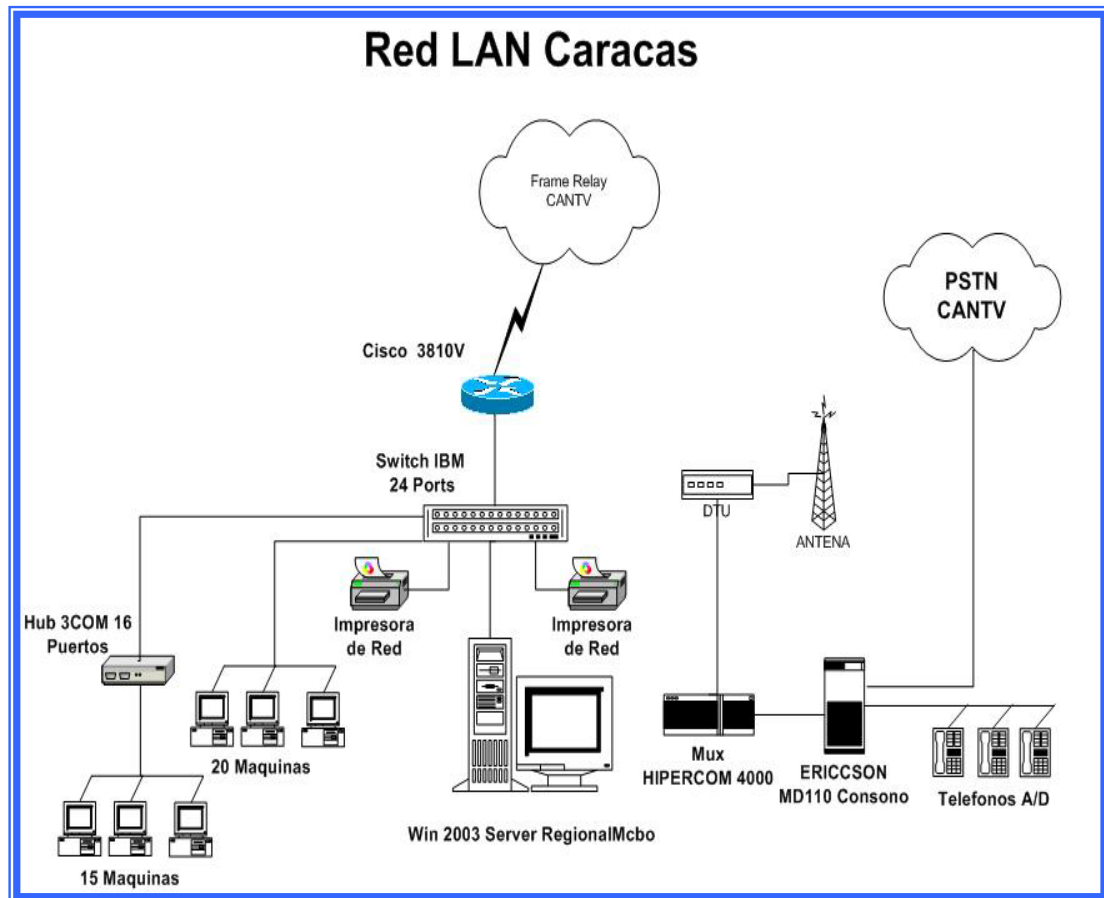 Red LAN Caracas
Frame Relay
CANTV
PSTN
CANTV
Cisco 3810V
Switch IBM
24 Ports
DTU
ANTENA
Hub 3COM 16
Puertos
Impresora
de Red
Impresora
de Red
20 Maquinas
Mux
HIPERCOM 4000
ERICCSON
MD110 Consono
Telefonos A/D
Win 2003 Server RegionalMcbo
15 Maquinas